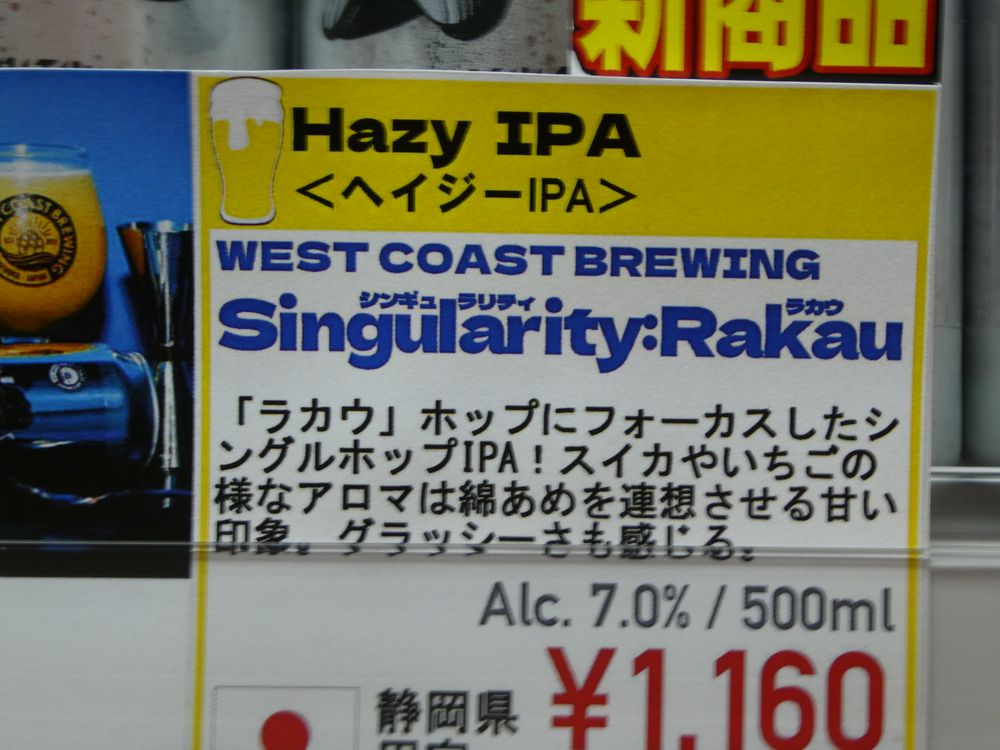 新商品
Hazy IPA
＜ヘイジーIPA＞
WEST COAST BREWING
シンギュラリティ ラカウ
Singularity:Rakau
「ラカウ」ホップにフォーカスしたシ
ングルホップIPA！スイカやいちごの
様なアロマは綿あめを連想させる甘い
印象。グラッシーさも感じる。
Alc. 7.0% / 500ml
¥1,160
静岡県